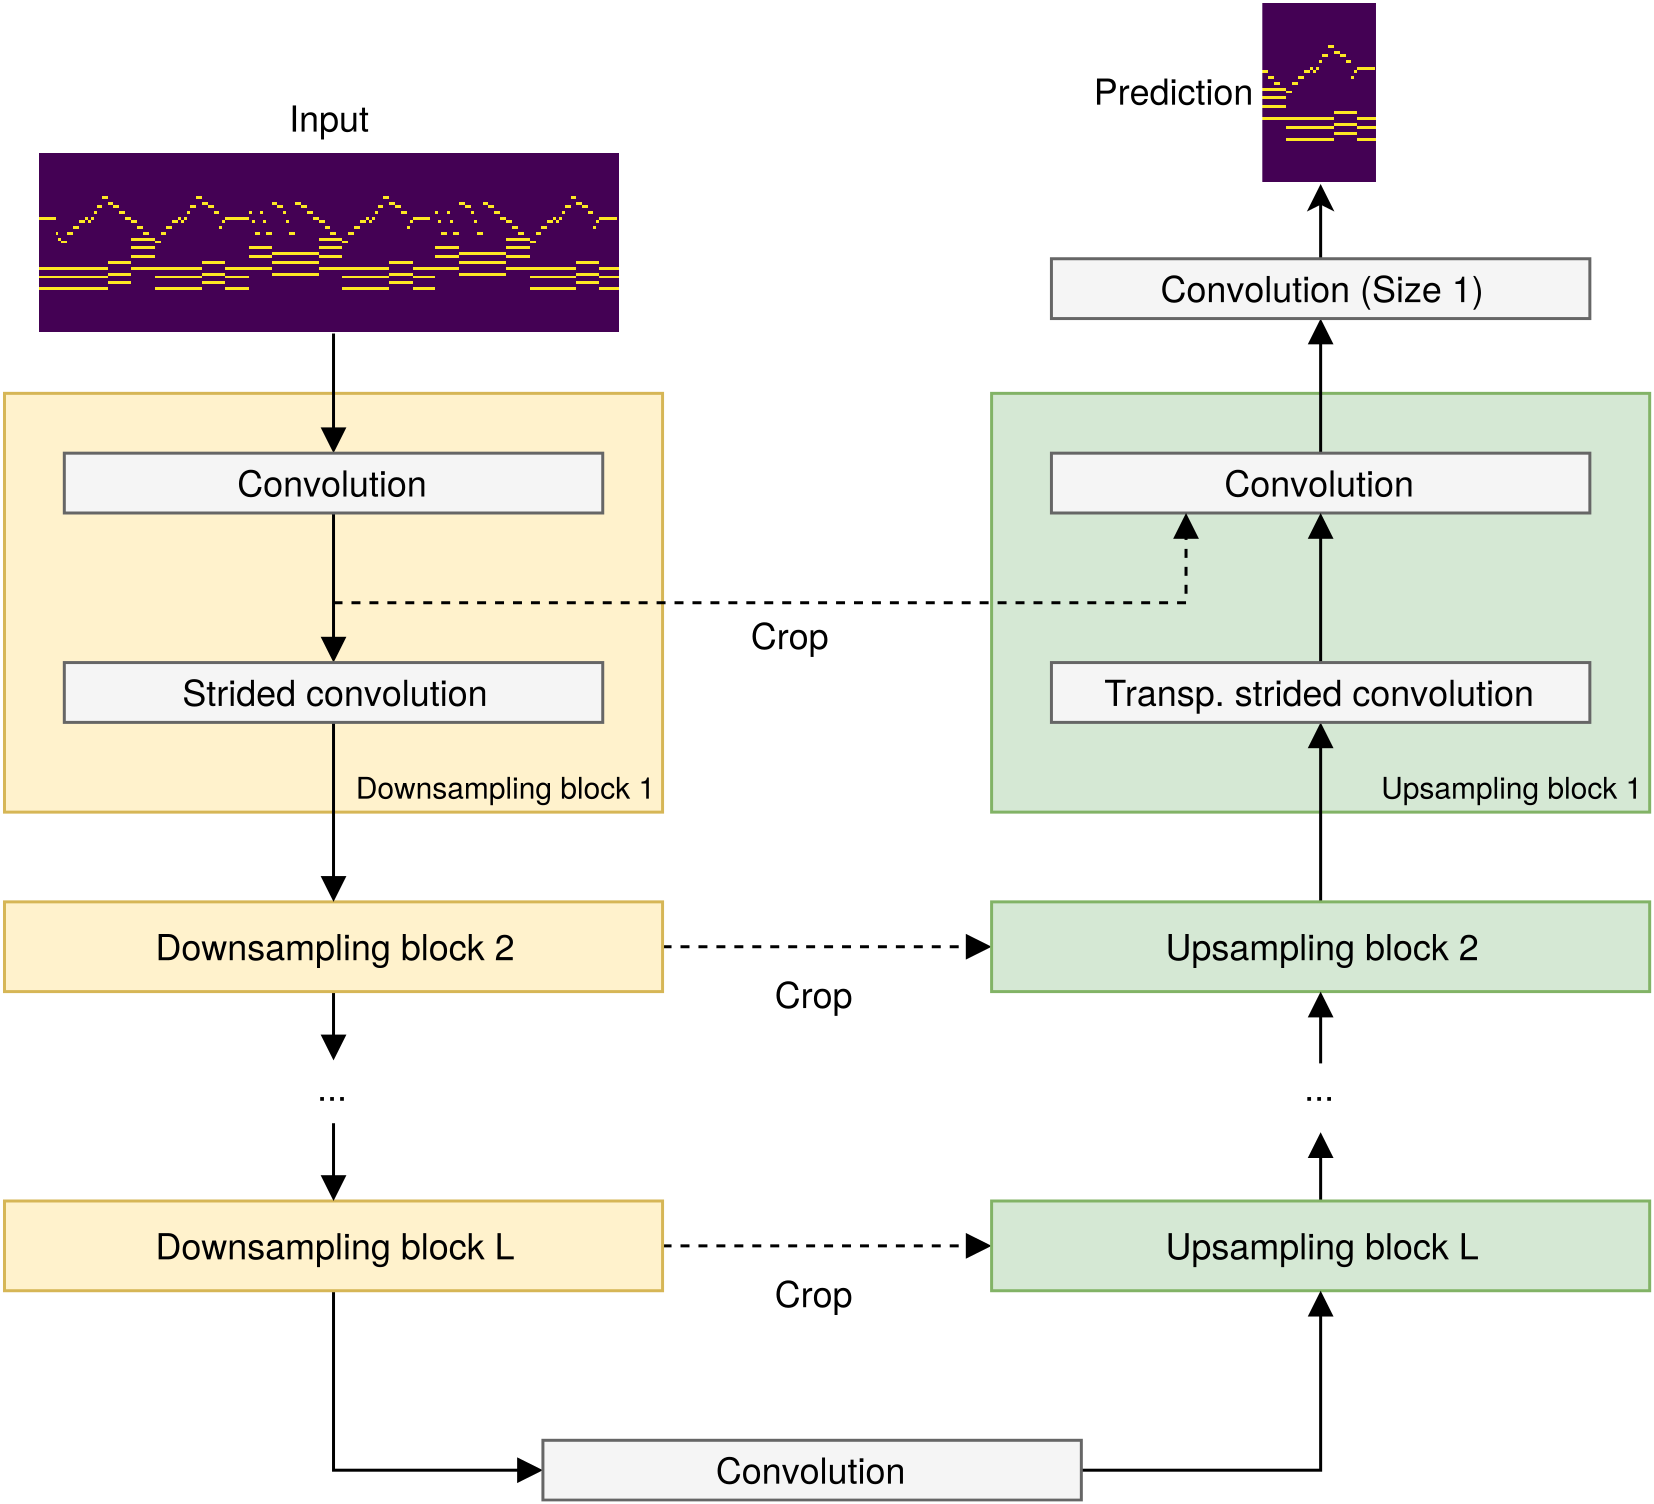 Input
Prediction
Convolution (Size 1)
Convolution
Convolution
Crop
Strided convolution
Transp. strided convolution
Downsampling block 1
Upsampling block 1
Downsampling block 2
Upsampling block 2
Crop
...
...
Downsampling block L
Upsampling block L
Crop
Convolution